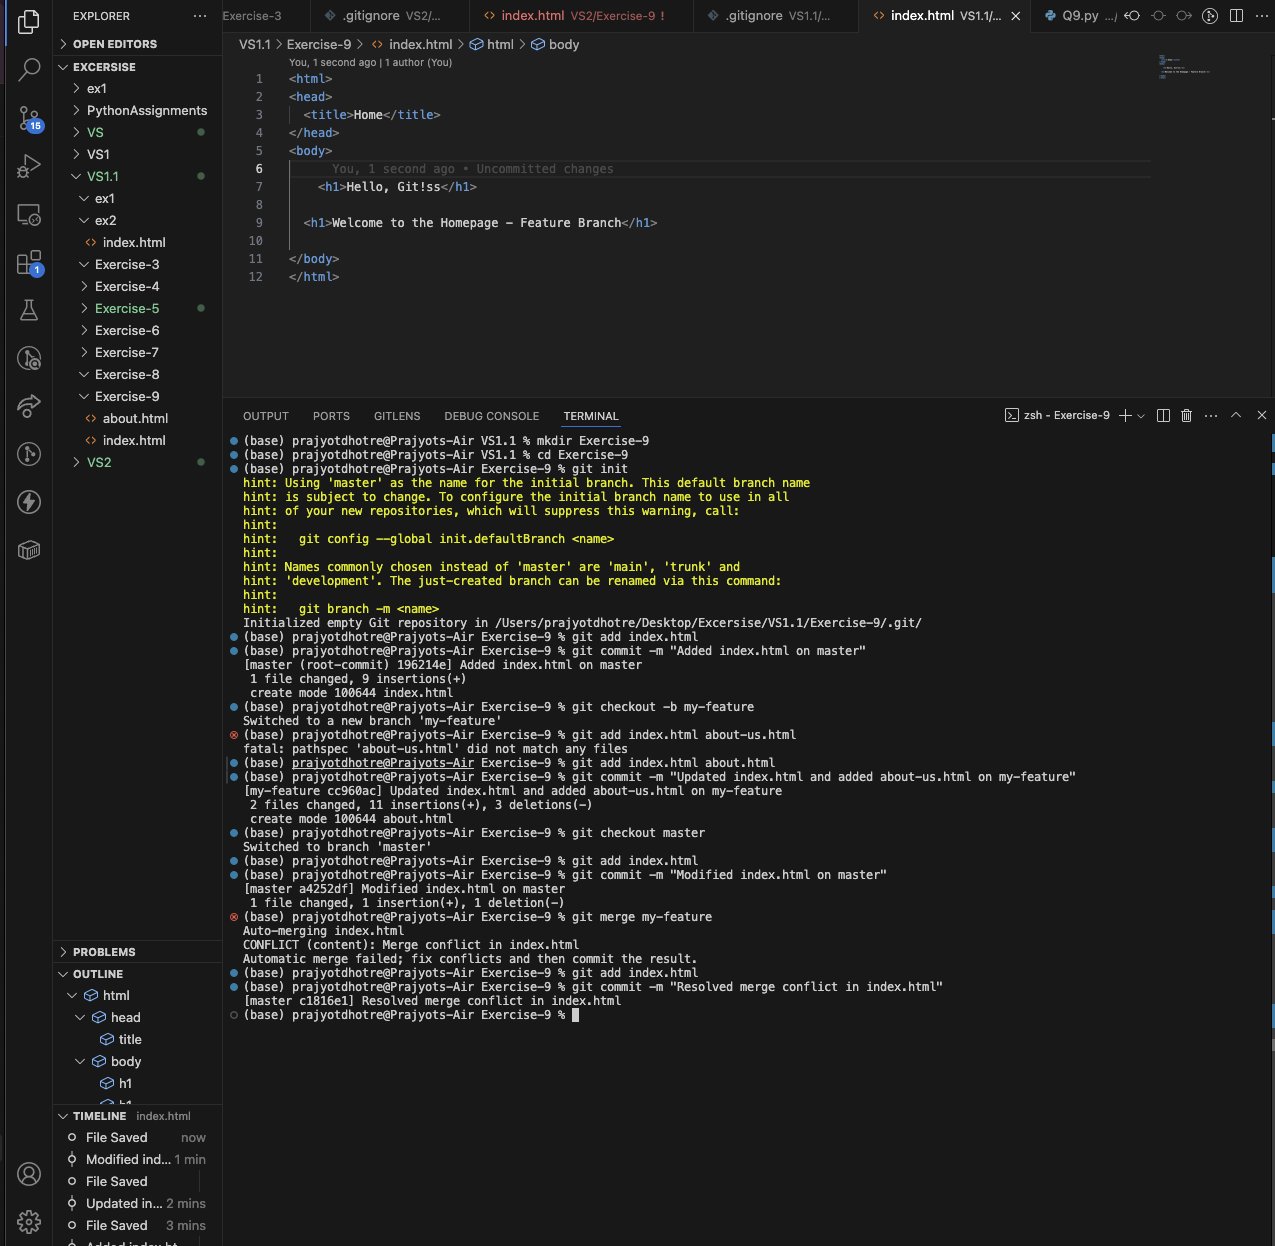 EXPLORER ...
OPEN EDITORS
EXCERSISE
ex1
PythonAssignments
VS
VS1
VS1.1
ex1
ex2
index.html
Exercise-3
Exercise-4
Exercise-5
Exercise-6
Exercise-7
Exercise-8
Exercise-9
about.html
index.html
VS2
15
1
PROBLEMS
OUTLINE
html
head
title
body
h1
h1
TIMELINE index.html
File Saved now
Modified ind... 1 min
File Saved
Updated in... 2 mins
File Saved 3 mins
Exercise-3 .gitignore VS2/... index.html VS2/Exercise-9 ! .gitignore VS1.1/... index.html VS1.1/... Q9.py .../
VS1.1 > Exercise-9 > index.html > html > body
You, 1 second ago | 1 author (You)
1 <html>
2 <head>
3 <title>Home</title>
4 </head>
5 <body>
6 You, 1 second ago • Uncommitted changes
7 <h1>Hello, Git!ss</h1>
8
9 <h1>Welcome to the Homepage - Feature Branch</h1>
10
11 </body>
12 </html>
OUTPUT PORTS GITLENS DEBUG CONSOLE TERMINAL zsh - Exercise-9
(base) prajyotdhotre@Prajyots-Air VS1.1 % mkdir Exercise-9
(base) prajyotdhotre@Prajyots-Air VS1.1 % cd Exercise-9
(base) prajyotdhotre@Prajyots-Air Exercise-9 % git init
hint: Using 'master' as the name for the initial branch. This default branch name
hint: is subject to change. To configure the initial branch name to use in all
hint: of your new repositories, which will suppress this warning, call:
hint:
hint: git config --global init.defaultBranch <name>
hint:
hint: Names commonly chosen instead of 'master' are 'main', 'trunk' and
hint: 'development'. The just-created branch can be renamed via this command:
hint:
hint: git branch -m <name>
Initialized empty Git repository in /Users/prajyotdhotre/Desktop/Excersise/VS1.1/Exercise-9/.git/
(base) prajyotdhotre@Prajyots-Air Exercise-9 % git add index.html
(base) prajyotdhotre@Prajyots-Air Exercise-9 % git commit -m "Added index.html on master"
[master (root-commit) 196214e] Added index.html on master
1 file changed, 9 insertions(+)
create mode 100644 index.html
(base) prajyotdhotre@Prajyots-Air Exercise-9 % git checkout -b my-feature
Switched to a new branch 'my-feature'
(base) prajyotdhotre@Prajyots-Air Exercise-9 % git add index.html about-us.html
fatal: pathspec 'about-us.html' did not match any files
(base) prajyotdhotre@Prajyots-Air Exercise-9 % git add index.html about.html
(base) prajyotdhotre@Prajyots-Air Exercise-9 % git commit -m "Updated index.html and added about-us.html on my-feature"
[my-feature cc960ac] Updated index.html and added about-us.html on my-feature
2 files changed, 11 insertions(+), 3 deletions(-)
create mode 100644 about.html
(base) prajyotdhotre@Prajyots-Air Exercise-9 % git checkout master
Switched to branch 'master'
(base) prajyotdhotre@Prajyots-Air Exercise-9 % git add index.html
(base) prajyotdhotre@Prajyots-Air Exercise-9 % git commit -m "Modified index.html on master"
[master a4252df] Modified index.html on master
1 file changed, 1 insertion(+), 1 deletion(-)
(base) prajyotdhotre@Prajyots-Air Exercise-9 % git merge my-feature
Auto-merging index.html
CONFLICT (content): Merge conflict in index.html
Automatic merge failed; fix conflicts and then commit the result.
(base) prajyotdhotre@Prajyots-Air Exercise-9 % git add index.html
(base) prajyotdhotre@Prajyots-Air Exercise-9 % git commit -m "Resolved merge conflict in index.html"
[master c1816e1] Resolved merge conflict in index.html
(base) prajyotdhotre@Prajyots-Air Exercise-9 %